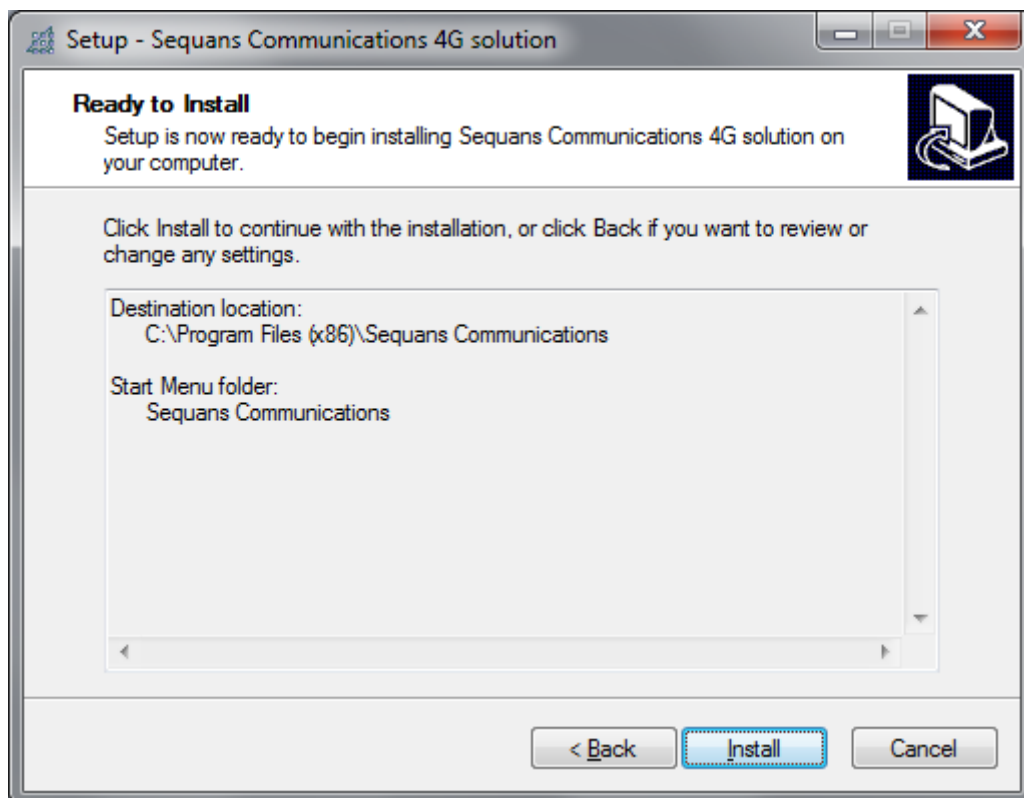 Setup - Sequans Communications 4G solution
Ready to Install
Setup is now ready to begin installing Sequans Communications 4G solution on
your computer.
Click Install to continue with the installation, or click Back if you want to review or
change any settings.
Destination location:
C:\Program Files (x86)\Sequans Communications
Start Menu folder:
Sequans Communications
< Back
Install
Cancel